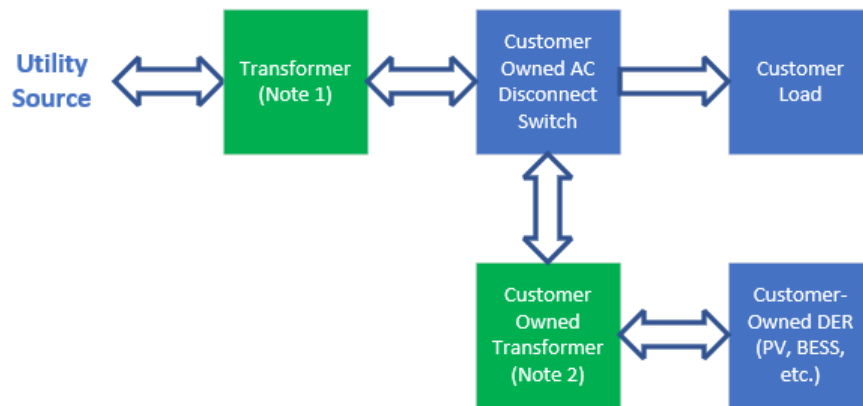 Utility
Source
Transformer
(Note 1)
Customer
Owned AC
Disconnect
Switch
Customer
Load
Customer
Owned
Transformer
(Note 2)
Customer-
Owned DER
(PV, BESS,
etc.)